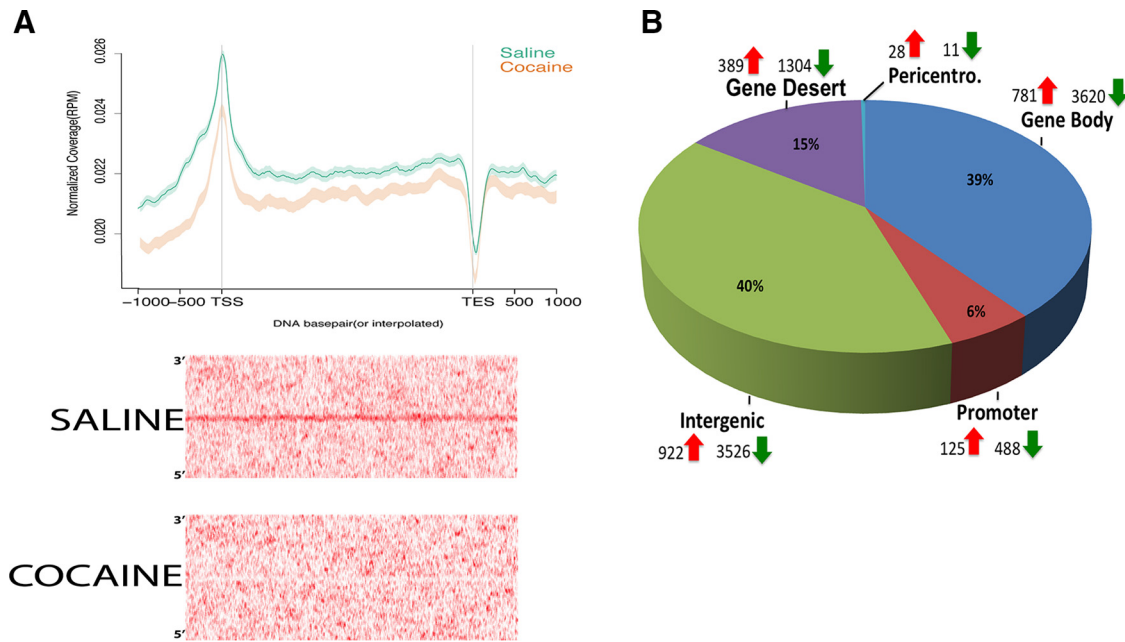 A
Saline
Cocaine
Normalized Coverage(RPM)
0.026
0.024
0.022
0.020
−1000
−500
TSS
TES
500
1000
DNA basepair(or interpolated)
3′
SALINE
5′
3′
COCAINE
5′
B
28 11
Pericentro.
389 1304
Gene Desert
781 3620
Gene Body
15%
39%
40%
6%
Intergenic
922 3526
Promoter
125 488